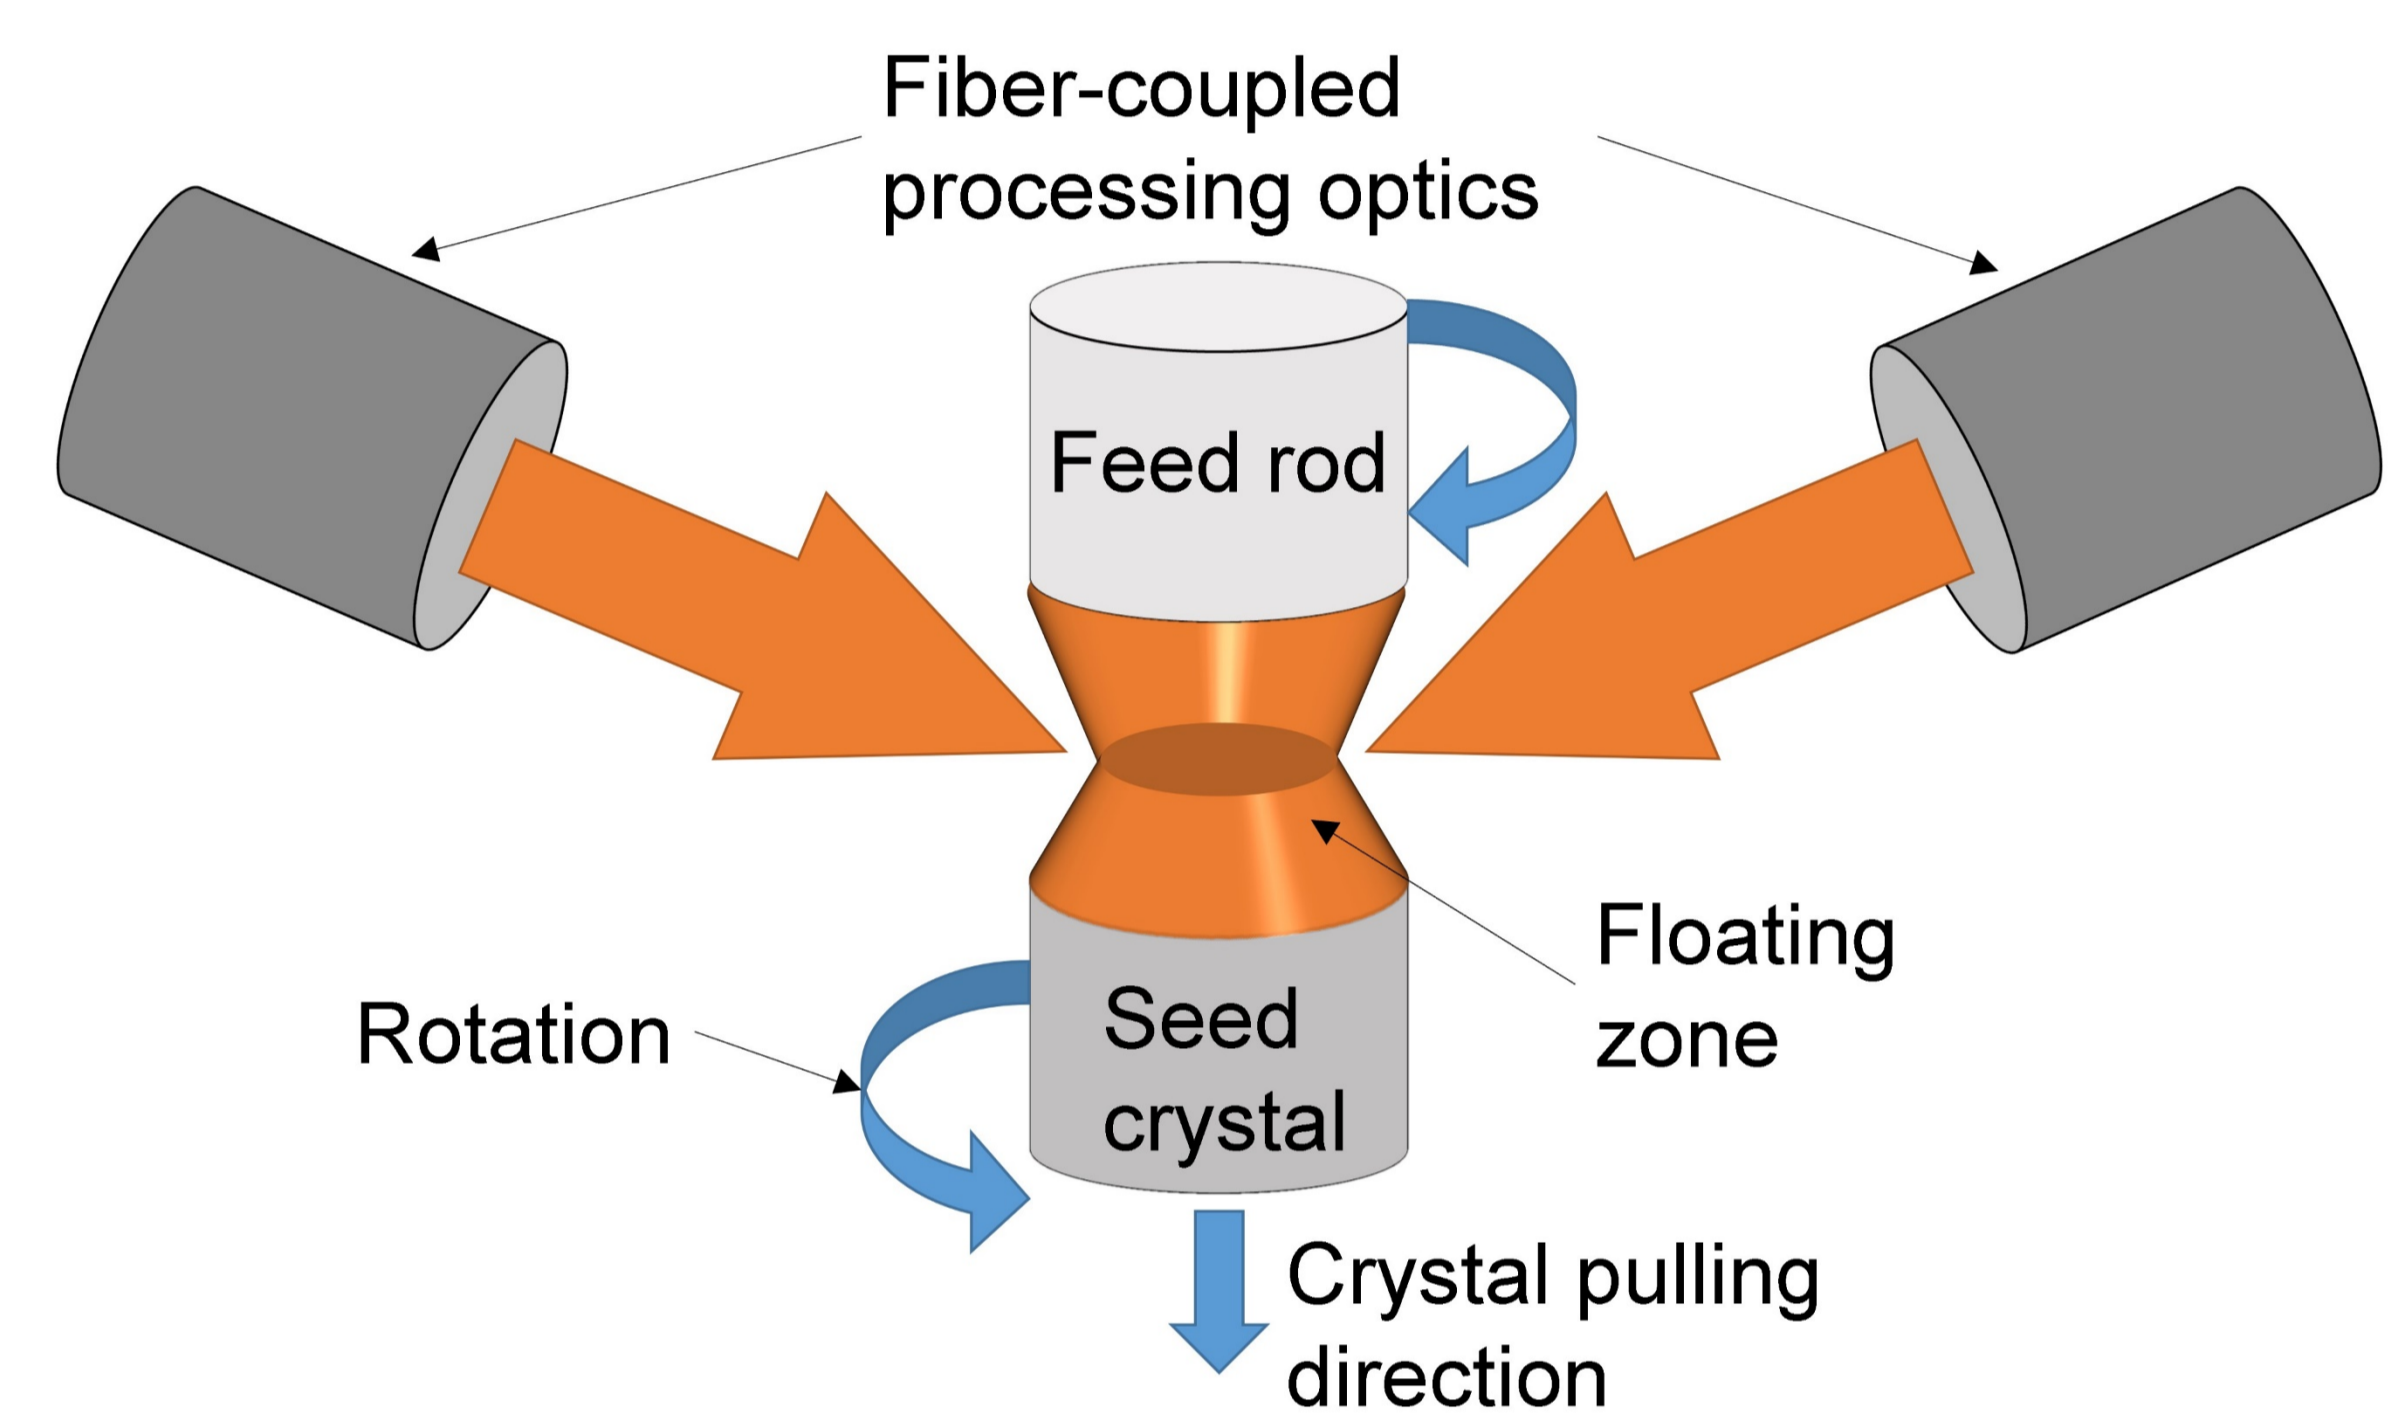 Fiber-coupled
processing optics
Feed rod
Floating
zone
Rotation
Seed
crystal
Crystal pulling
direction